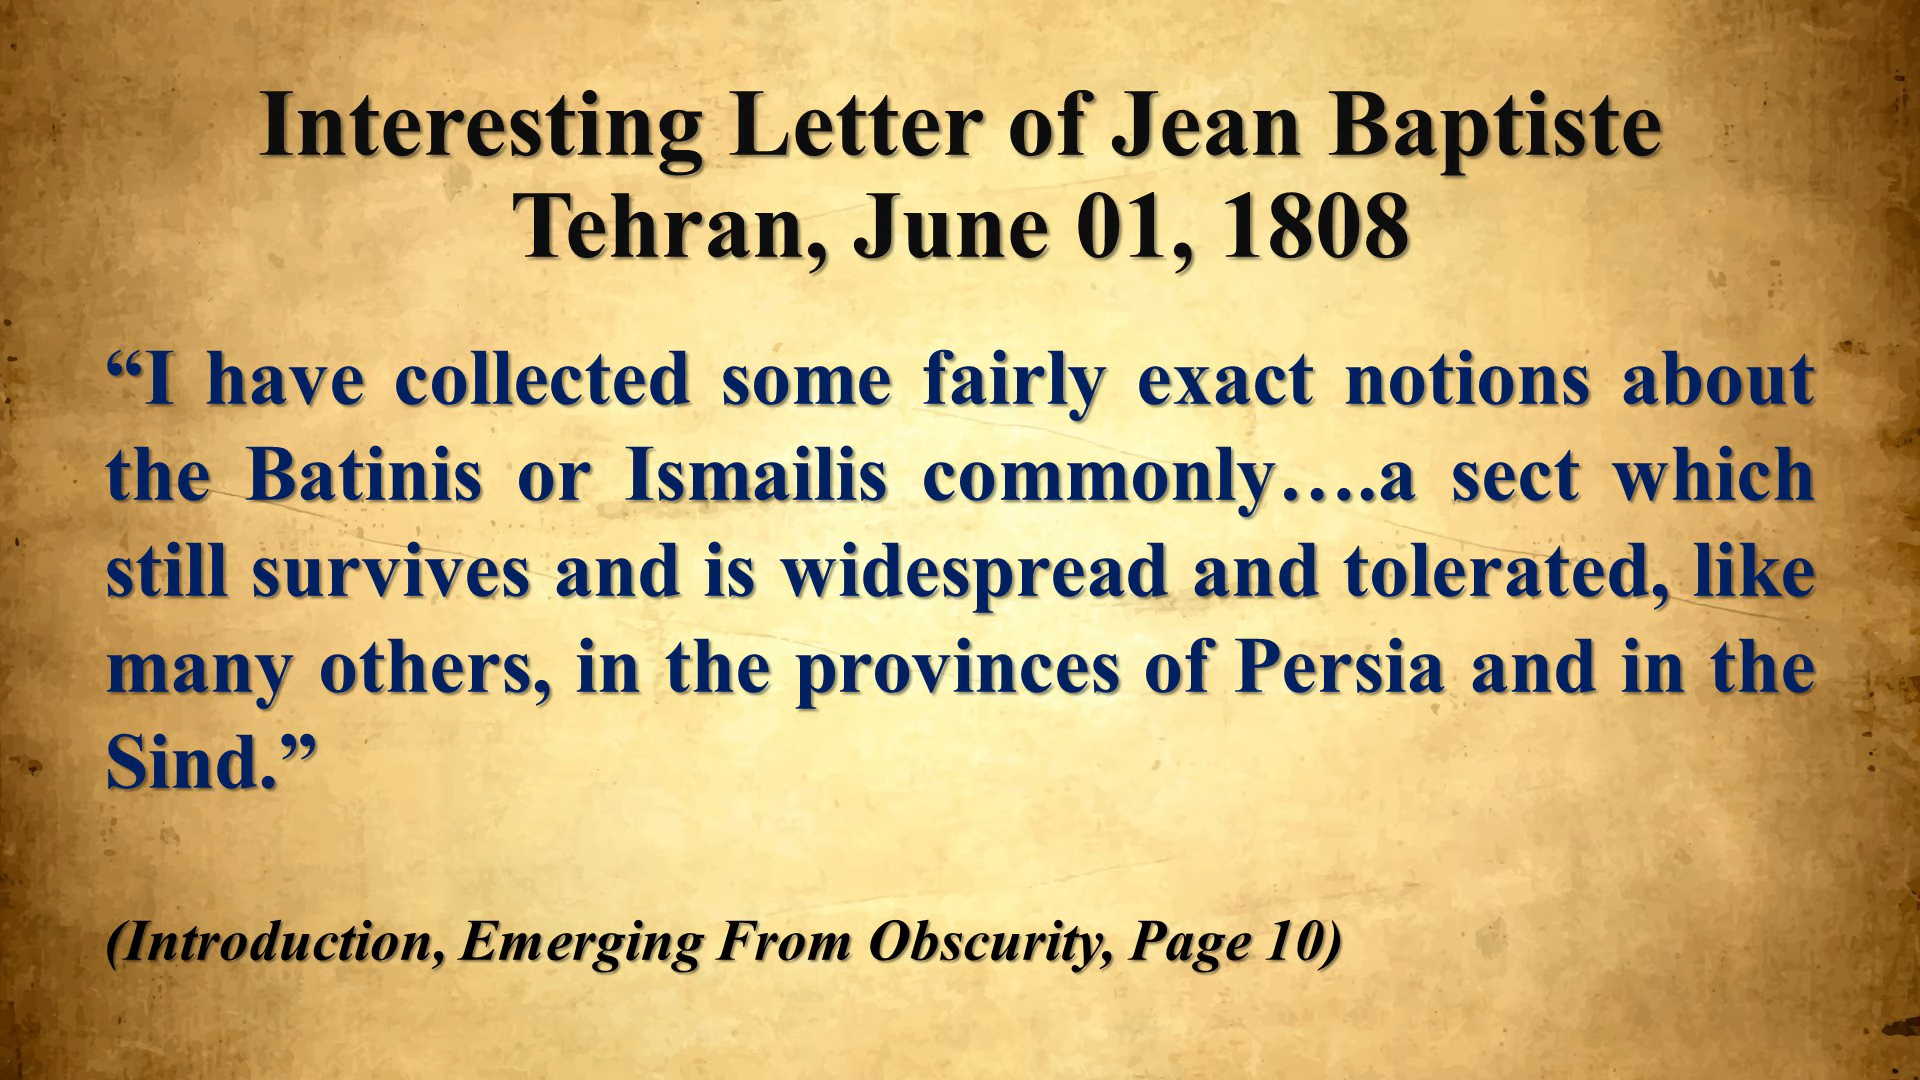 Interesting Letter of Jean Baptiste
Tehran, June 01, 1808
“I have collected some fairly exact notions about
the Batinis or Ismailis commonly….a sect which
still survives and is widespread and tolerated, like
many others, in the provinces of Persia and in the
Sind.”
(Introduction, Emerging From Obscurity, Page 10)